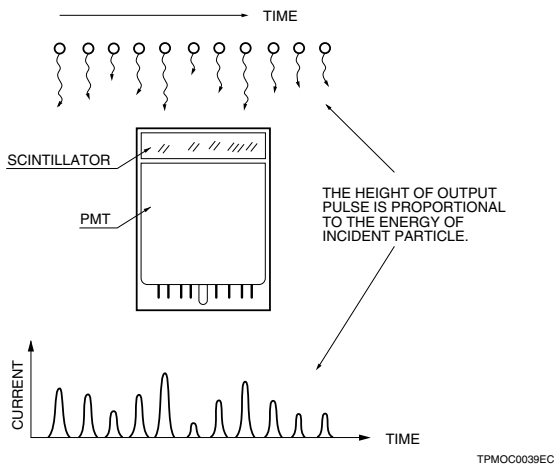 TIME
SCINTILLATOR
PMT
THE HEIGHT OF OUTPUT
PULSE IS PROPORTIONAL
TO THE ENERGY OF
INCIDENT PARTICLE.
CURRENT
TIME
TPMOC0039EC